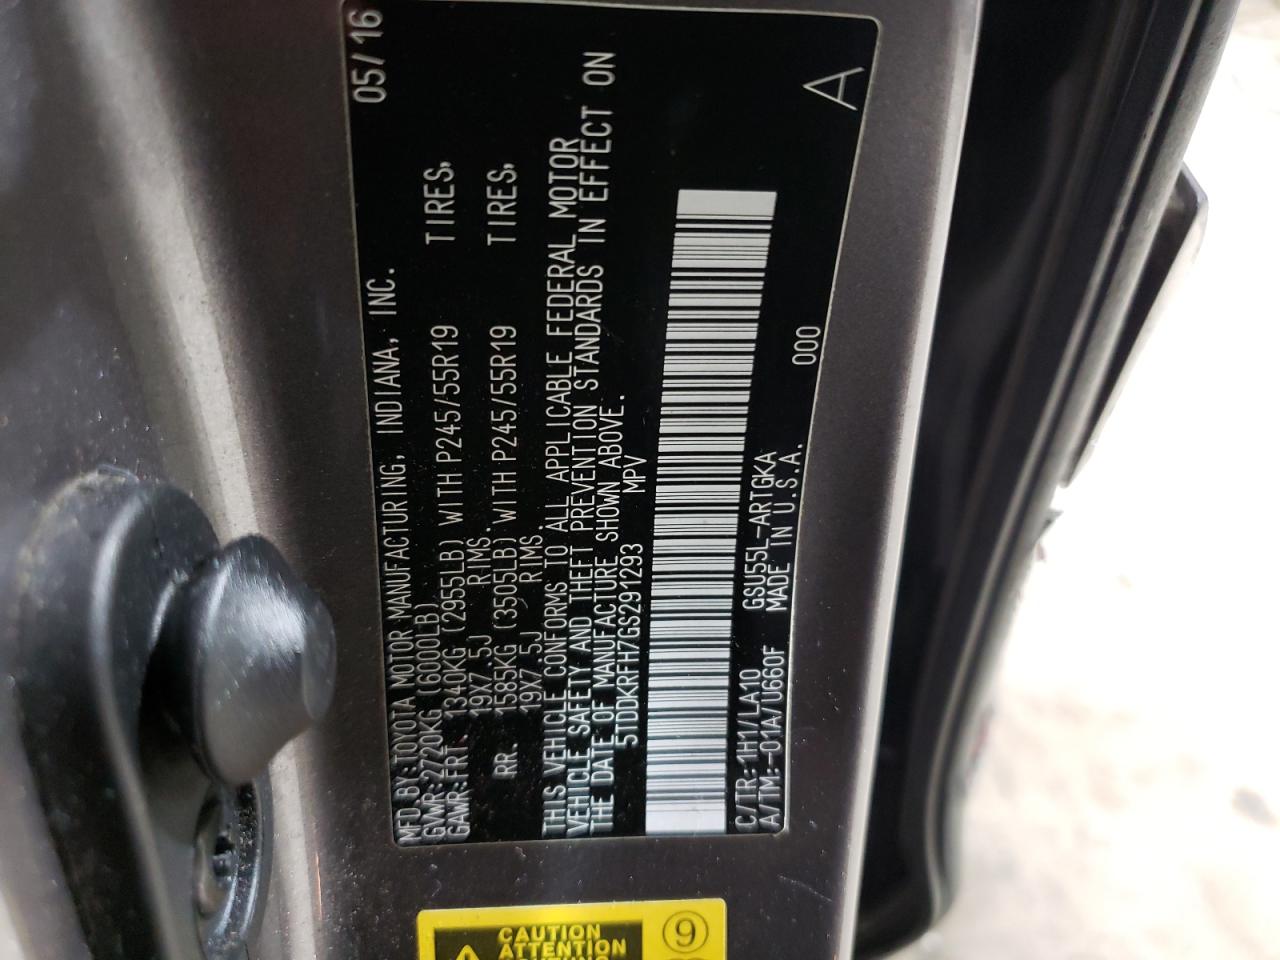 MFD. BY: TOYOTA MOTOR MANUFACTURING, INDIANA, INC. 05/16
GVWR: 2720KG (6000LB)
GAWR: FRT. 1340KG (2955LB) WITH P245/55R19 TIRES,
19X7.5J RIMS.
RR. 1585KG (3505LB) WITH P245/55R19 TIRES,
19X7.5J RIMS.
THIS VEHICLE CONFORMS TO ALL APPLICABLE FEDERAL MOTOR
VEHICLE SAFETY AND THEFT PREVENTION STANDARDS IN EFFECT ON
THE DATE OF MANUFACTURE SHOWN ABOVE.
5TDDKRFH7GS291293 MPV
C/TR: 1H1/LA10 GSU55L-ARTGKA
A/TM: -01A/U660F MADE IN U.S.A. 000
A
CAUTION
ATTENTION
9